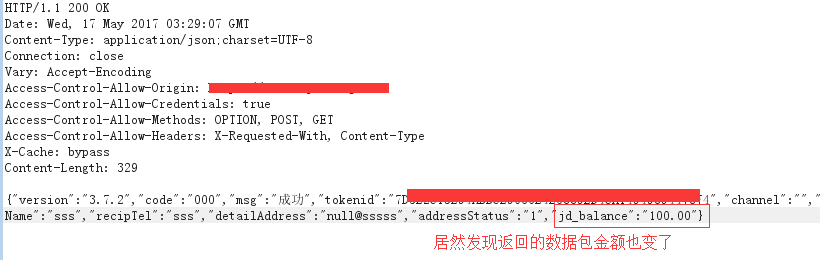 HTTP/1.1 200 OK
Date: Wed, 17 May 2017 03:29:07 GMT
Content-Type: application/json;charset=UTF-8
Connection: close
Vary: Accept-Encoding
Access-Control-Allow-Origin:
Access-Control-Allow-Credentials: true
Access-Control-Allow-Methods: OPTION, POST, GET
Access-Control-Allow-Headers: X-Requested-With, Content-Type
X-Cache: bypass
Content-Length: 329
{"version":"3.7.2","code":"000","msg":"成功","tokenid":" ","channel":"","
Name":"sss","recipTel":"sss","detailAddress":"null@sssss","addressStatus":"1","jd_balance":"100.00"}
居然发现返回的数据包金额也变了